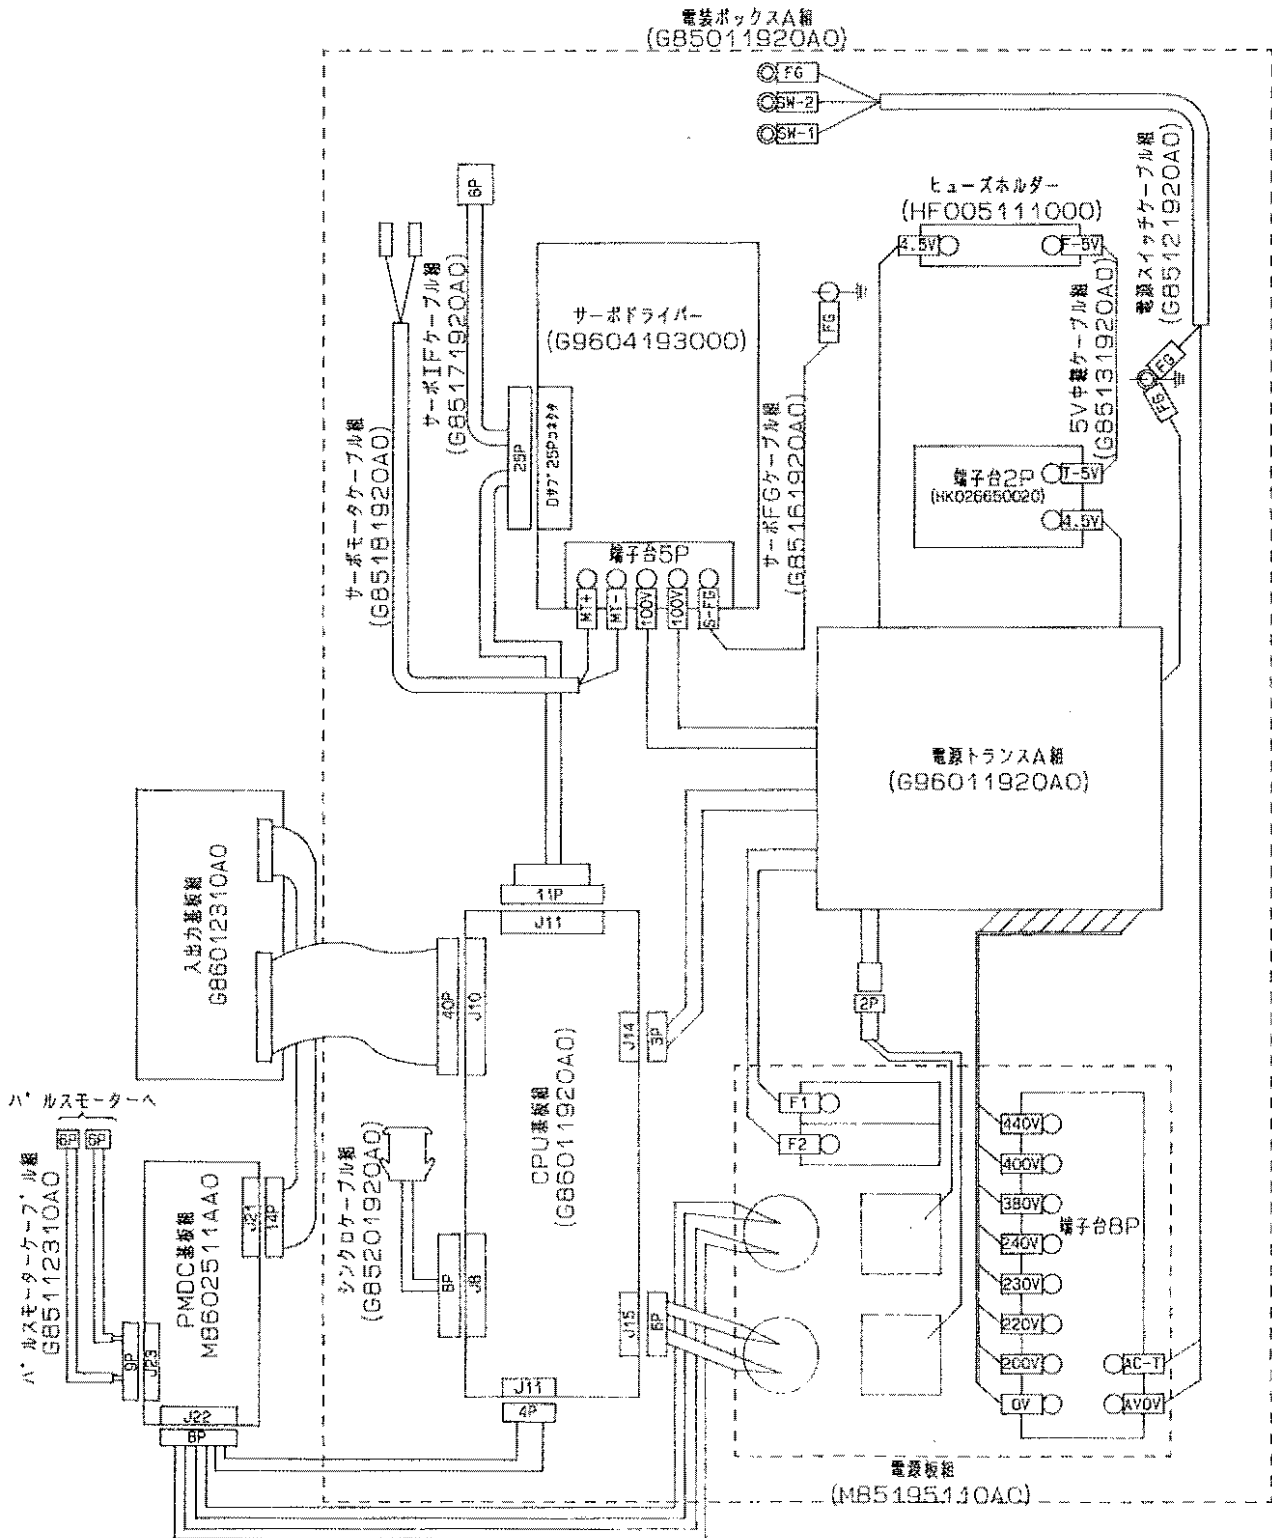 電装ボックスA組
(G85011920A0)
FG
SW-2
SW-1
電源スイッチケーブル組
(G85121920A0)
ヒューズホルダー
(HF005111000)
4.5V
F-5V
5V中継ケーブル組
(G85131920A0)
6P
サーボIFケーブル組
(G85171920A0)
サーボモータケーブル組
(G85181920A0)
サーボドライバー
(G9604193000)
25P
Dサブ25Pコネクタ
FG
サーボFGケーブル組
(G85161920A0)
FG
FG
端子台2P
(HK026650020)
T-5V
4.5V
端子台5P
MT+
MT-
100V
100V
S-FG
電源トランスA組
(G96011920A0)
入出力基板組
G86012310A0
11P
J11
40P
J10
J14
3P
2P
CPU基板組
(G86011920A0)
F1
F2
440V
400V
380V
240V
230V
220V
200V
0V
端子台8P
AC-T
AV0V
パルスモーターへ
6P
6P
パルスモーターケーブル組
G85112310A0
PMDC基板組
M8602511AA0
J21
14P
シンクロケーブル組
(G85201920A0)
8P
J8
J15
6P
9P
J23
J22
8P
J11
4P
電源板組
(M85195110A0)